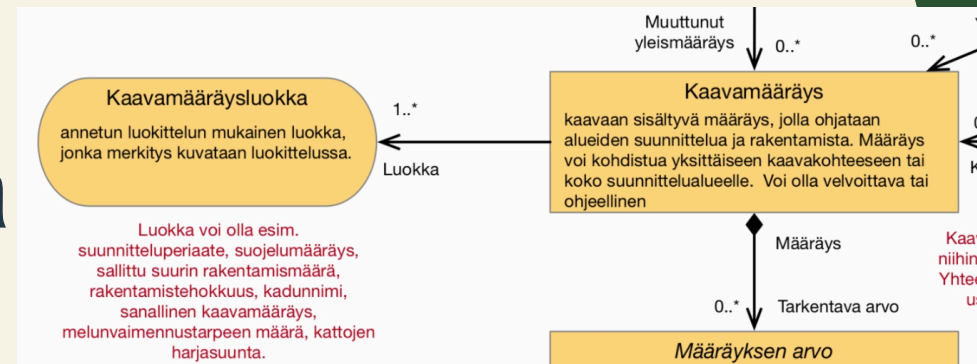 Muuttunut
yleismääräys
0..*
0..*
Kaavamääräysluokka
annetun luokittelun mukainen luokka,
jonka merkitys kuvataan luokittelussa.
1..*
Luokka
Kaavamääräys
kaavaan sisältyvä määräys, jolla ohjataan
alueiden suunnittelua ja rakentamista. Määräys
voi kohdistua yksittäiseen kaavakohteeseen tai
koko suunnittelualueelle. Voi olla velvoittava tai
ohjeellinen
Luokka voi olla esim.
suunnitteluperiaate, suojelumääräys,
sallittu suurin rakentamismäärä,
rakentamistehokkuus, kadunnimi,
sanallinen kaavamääräys,
melunvaimennustarpeen määrä, kattojen
harjasuunta.
Määräys
0..*
Tarkentava arvo
Määräyksen arvo